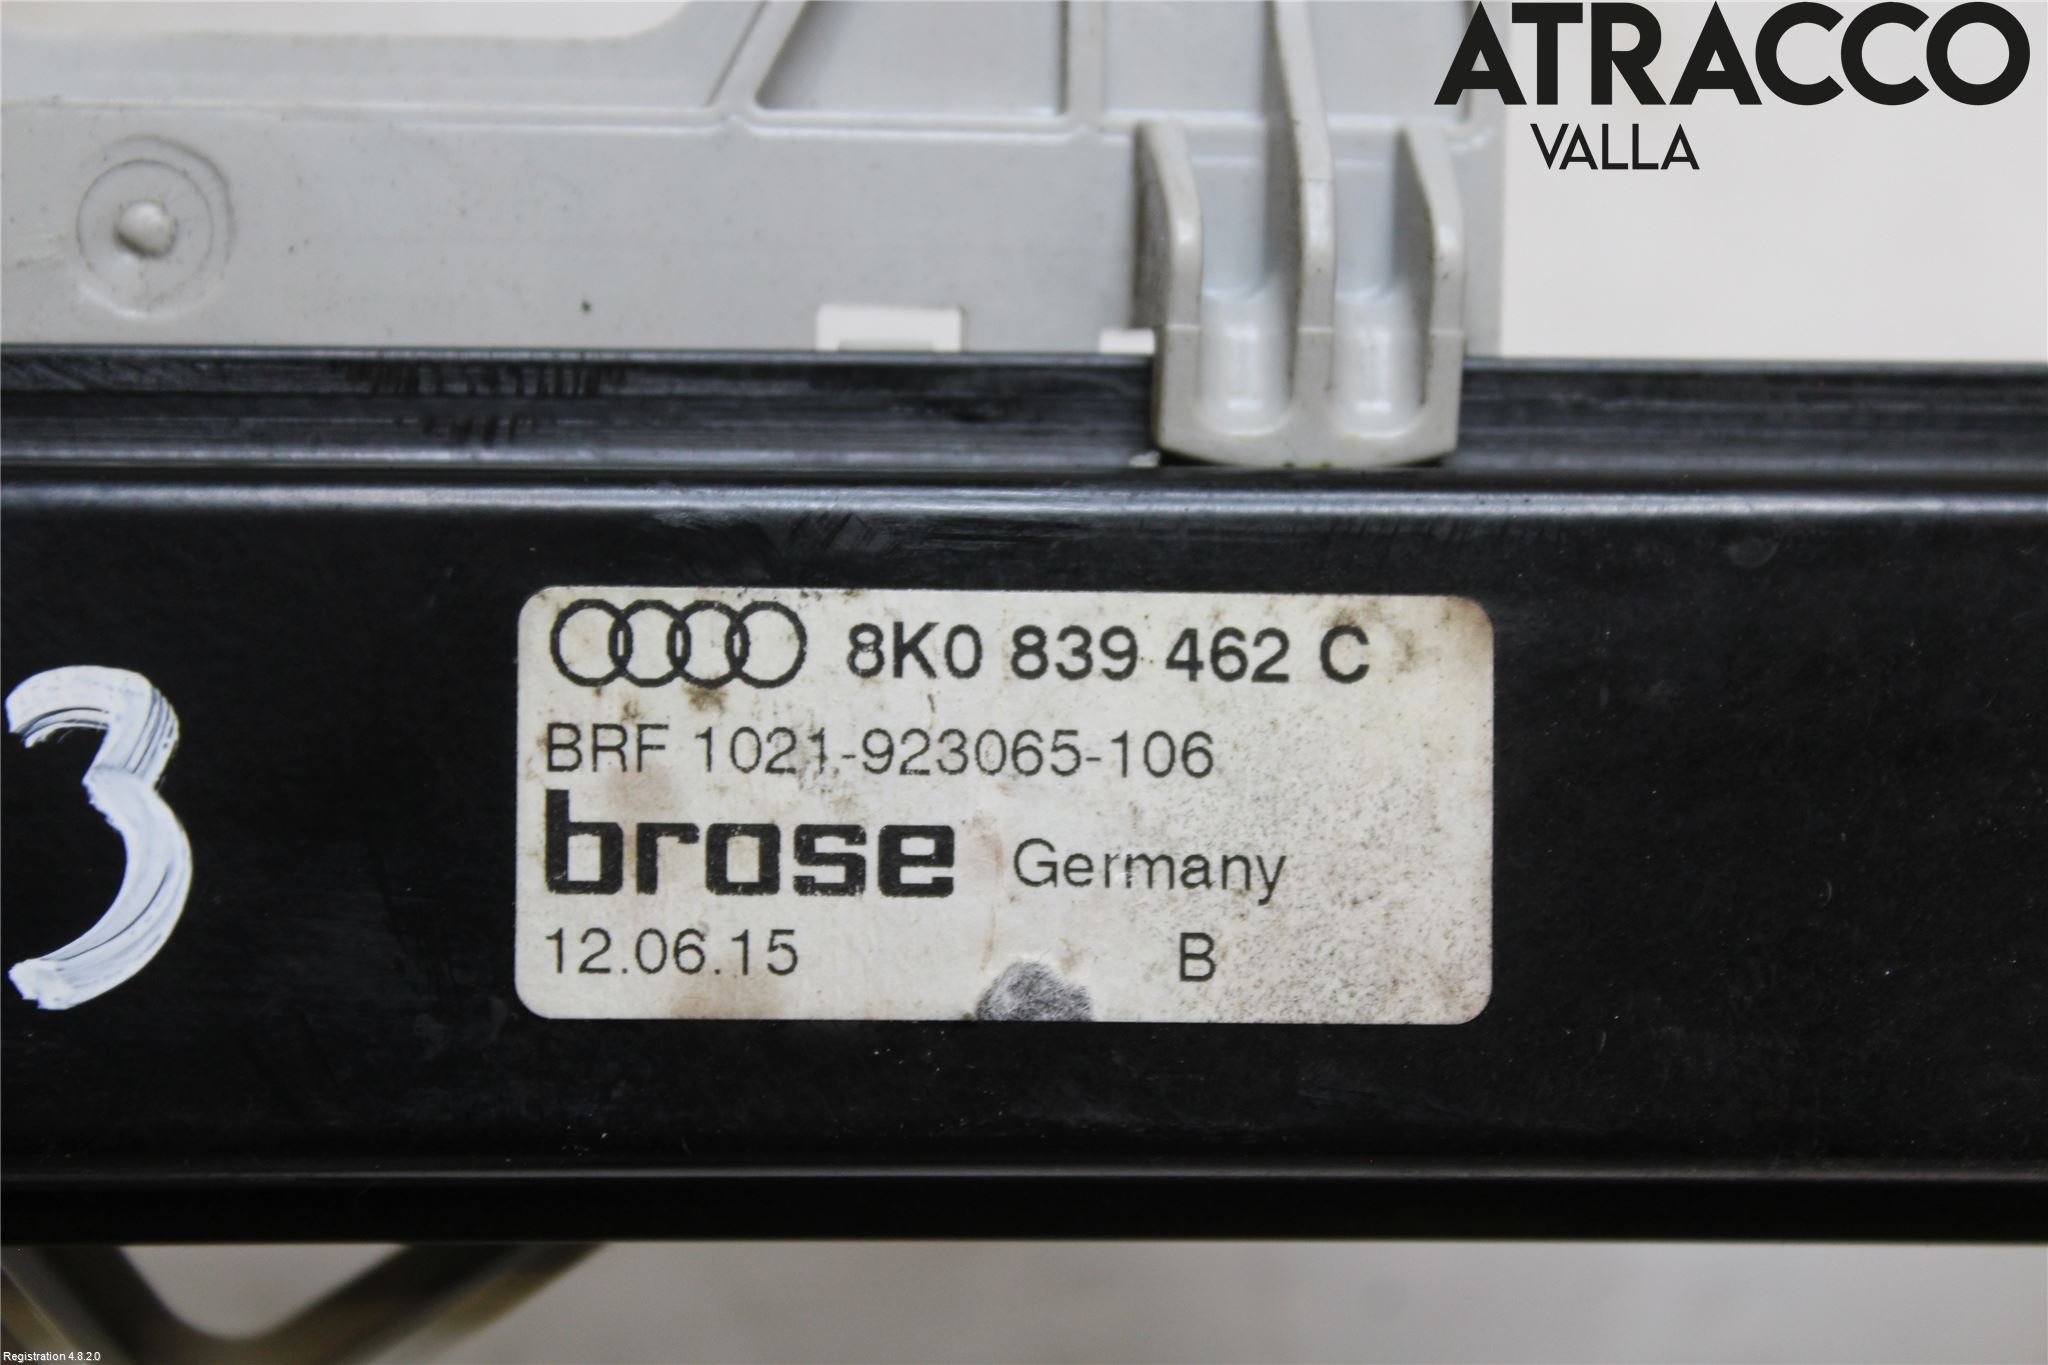 ATRACCO
VALLA
8K0 839 462 C
BRF 1021-923065-106
brose Germany
12.06.15 B
3
Registration 4.8.2.0